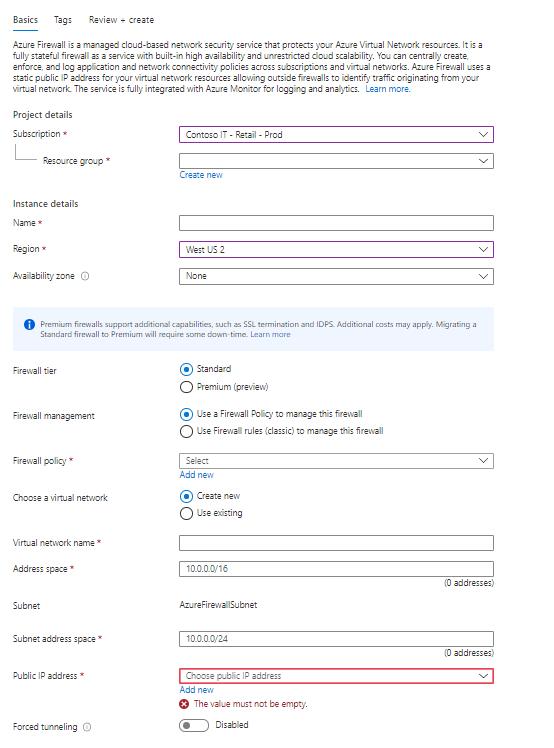 Basics Tags Review + create
Azure Firewall is a managed cloud-based network security service that protects your Azure Virtual Network resources. It is a
fully stateful firewall as a service with built-in high availability and unrestricted cloud scalability. You can centrally create,
enforce, and log application and network connectivity policies across subscriptions and virtual networks. Azure Firewall uses a
static public IP address for your virtual network resources allowing outside firewalls to identify traffic originating from your
virtual network. The service is fully integrated with Azure Monitor for logging and analytics. Learn more.
Project details
Subscription * Contoso IT - Retail - Prod
Resource group *
Create new
Instance details
Name *
Region * West US 2
Availability zone None
Premium firewalls support additional capabilities, such as SSL termination and IDPS. Additional costs may apply. Migrating a
Standard firewall to Premium will require some down-time. Learn more
Firewall tier Standard
Premium (preview)
Firewall management Use a Firewall Policy to manage this firewall
Use Firewall rules (classic) to manage this firewall
Firewall policy * Select
Add new
Choose a virtual network Create new
Use existing
Virtual network name *
Address space * 10.0.0.0/16
(0 addresses)
Subnet AzureFirewallSubnet
Subnet address space * 10.0.0.0/24
(0 addresses)
Public IP address * Choose public IP address
Add new
The value must not be empty.
Forced tunneling Disabled